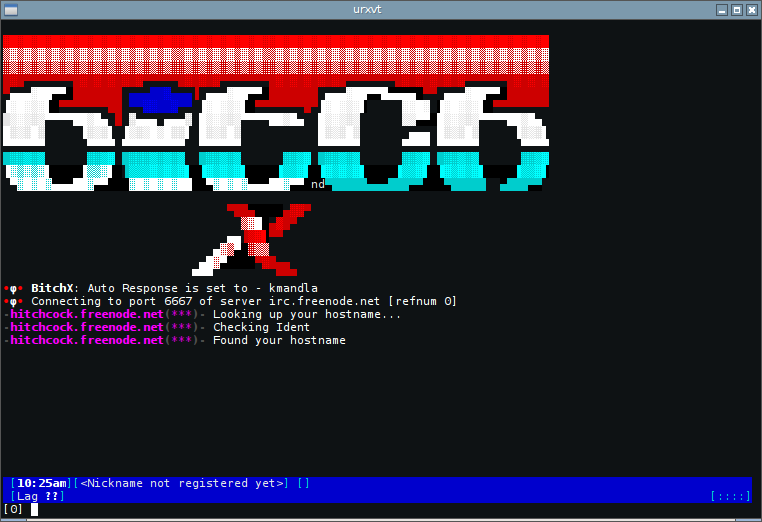 urxvt
BitchX
nd
•φ• BitchX: Auto Response is set to - kmandla
•φ• Connecting to port 6667 of server irc.freenode.net [refnum 0]
-hitchcock.freenode.net(***)- Looking up your hostname...
-hitchcock.freenode.net(***)- Checking Ident
-hitchcock.freenode.net(***)- Found your hostname
[10:25am][<Nickname not registered yet>] []
[Lag ??] [::::]
[0]